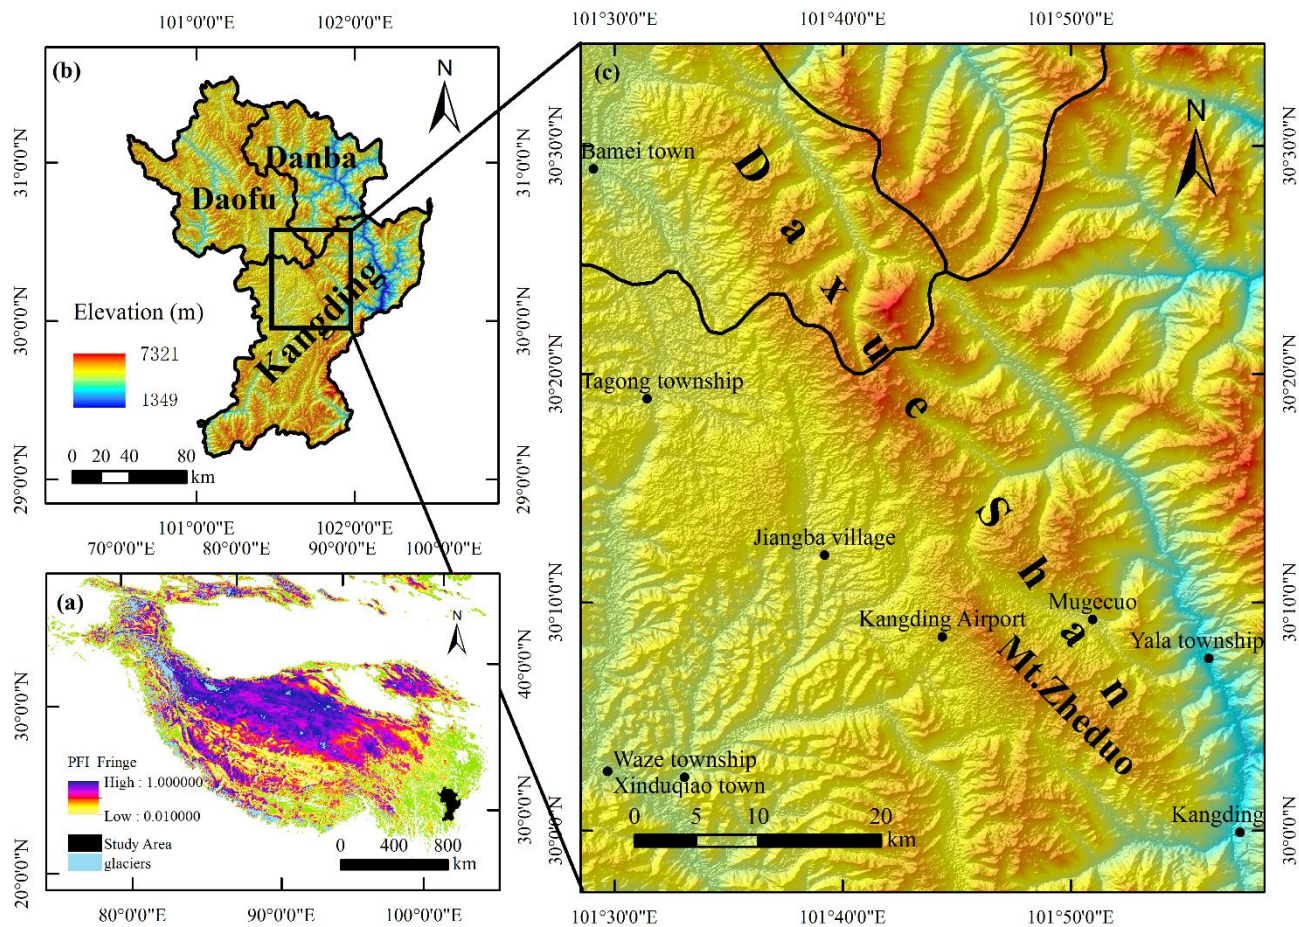 101°0'0"E 102°0'0"E
(b)
N
31°0'0"N
30°0'0"N
29°0'0"N
31°0'0"N
30°0'0"N
29°0'0"N
Danba
Daofu
Kangding
Elevation (m)
7321
1349
0 20 40 80
km
101°0'0"E 102°0'0"E
70°0'0"E 80°0'0"E 90°0'0"E 100°0'0"E
(a)
N
30°0'0"N
20°0'0"N
40°0'0"N
30°0'0"N
PFI Fringe
High : 1.000000
Low : 0.010000
Study Area
glaciers
0 400 800
km
80°0'0"E 90°0'0"E 100°0'0"E
101°30'0"E 101°40'0"E 101°50'0"E
(c)
N
30°30'0"N
30°20'0"N
30°10'0"N
30°0'0"N
30°30'0"N
30°20'0"N
30°10'0"N
30°0'0"N
Bamei town
Daxue Shan
Tagong township
Jiangba village
Kangding Airport
Mugecuo
Yala township
Mt.Zheduo
Waze township
Xinduqiao town
Kangding
0 5 10 20
km
101°30'0"E 101°40'0"E 101°50'0"E